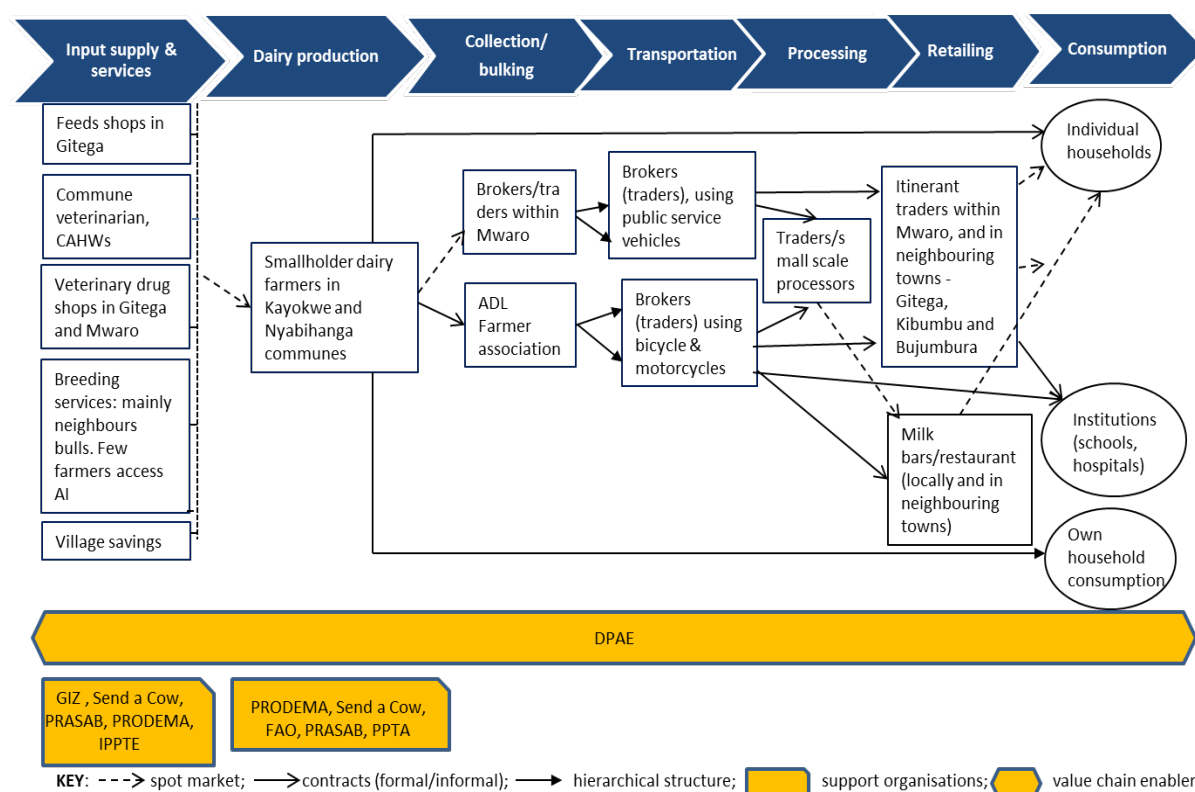 Input supply &
services
Dairy production
Collection/
bulking
Transportation
Processing
Retailing
Consumption
Feeds shops in
Gitega
Commune
veterinarian,
CAHWs
Veterinary drug
shops in Gitega
and Mwaro
Breeding
services: mainly
neighbours
bulls. Few
farmers access
AI
Village savings
Smallholder dairy
farmers in
Kayokwe and
Nyabihanga
communes
Brokers/tra
ders within
Mwaro
ADL
Farmer
association
Brokers
(traders), using
public service
vehicles
Brokers
(traders) using
bicycle &
motorcycles
Traders/s
mall scale
processors
Itinerant
traders within
Mwaro, and in
neighbouring
towns -
Gitega,
Kibumbu and
Bujumbura
Milk
bars/restaurant
(locally and in
neighbouring
towns)
Individual
households
Institutions
(schools,
hospitals)
Own
household
consumption
DPAE
GIZ , Send a Cow,
PRASAB, PRODEMA,
IPPTE
PRODEMA, Send a Cow,
FAO, PRASAB, PPTA
KEY: spot market; contracts (formal/informal); hierarchical structure; support organisations; value chain enabler